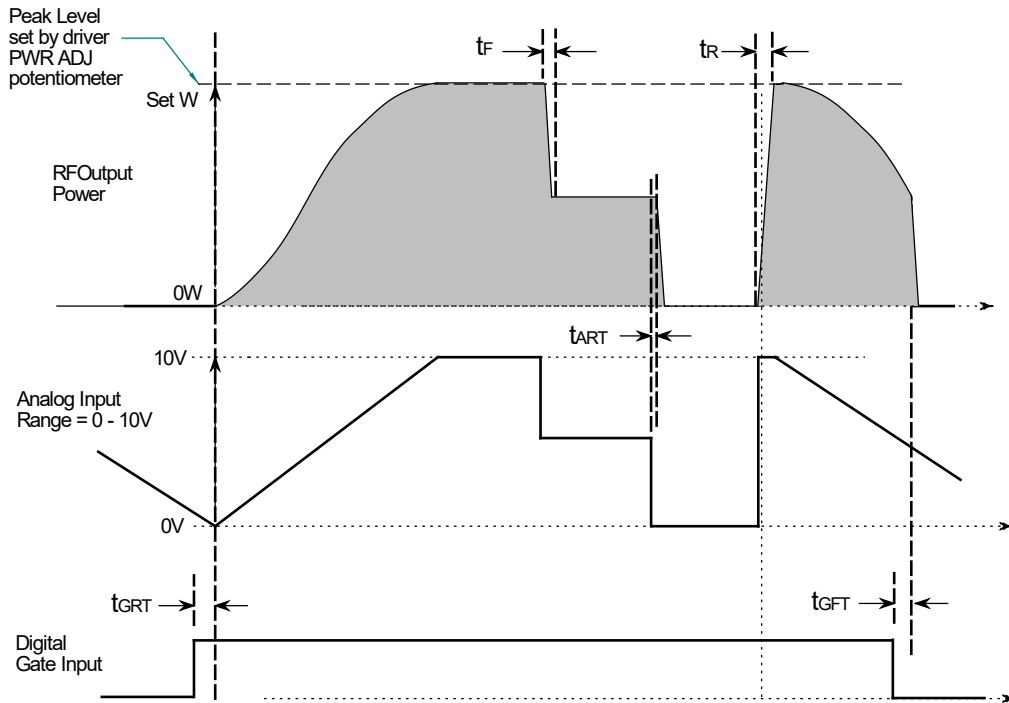 Peak Level
set by driver
PWR ADJ
potentiometer
tF
tR
Set W
RFOutput
Power
0W
tART
10V
Analog Input
Range = 0 - 10V
0V
tGRT
tGFT
Digital
Gate Input